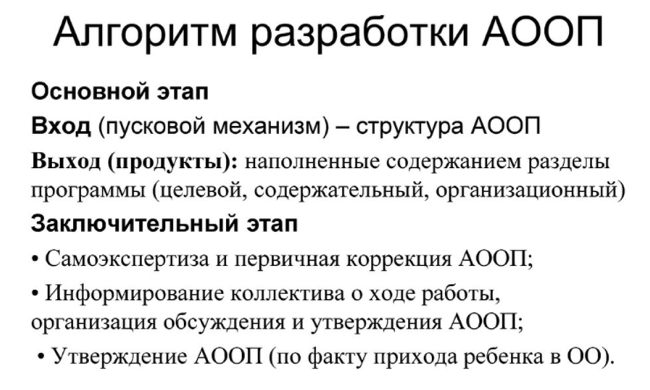 Алгоритм разработки АООП
Основной этап
Вход (пусковой механизм) – структура АООП
Выход (продукты): наполненные содержанием разделы
программы (целевой, содержательный, организационный)
Заключительный этап
• Самоэкспертиза и первичная коррекция АООП;
• Информирование коллектива о ходе работы,
организация обсуждения и утверждения АООП;
• Утверждение АООП (по факту прихода ребенка в ОО).